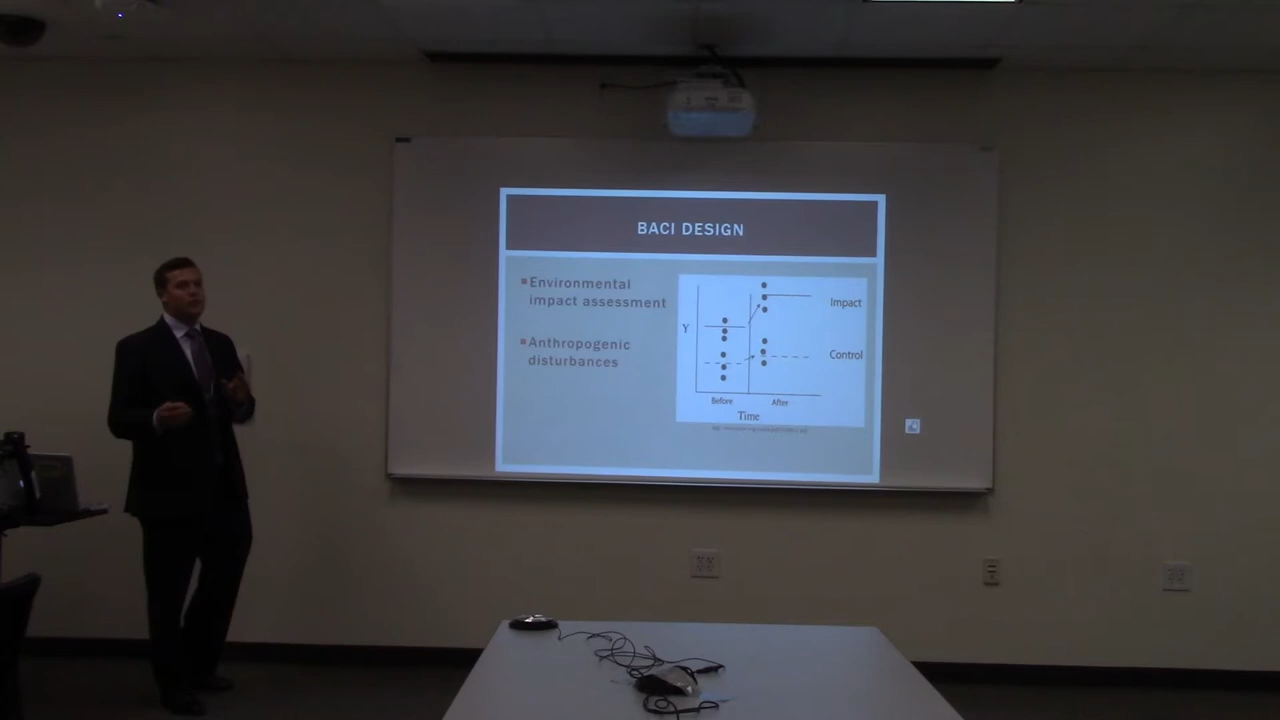 BACI DESIGN
Environmental
impact assessment
Anthropogenic
disturbances
Y
Impact
Control
Before
After
Time